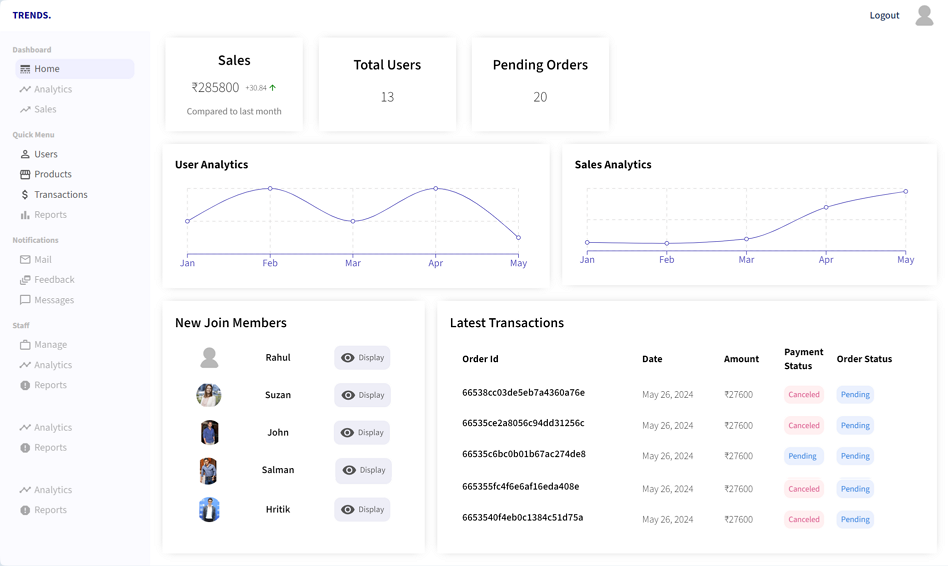 TRENDS.
Logout
Dashboard
Home
Analytics
Sales
Quick Menu
Users
Products
Transactions
Reports
Notifications
Mail
Feedback
Messages
Staff
Manage
Analytics
Reports
Analytics
Reports
Analytics
Reports
Sales
₹285800 +30.84
Compared to last month
Total Users
13
Pending Orders
20
User Analytics
Jan Feb Mar Apr May
Sales Analytics
Jan Feb Mar Apr May
New Join Members
Rahul Display
Suzan Display
John Display
Salman Display
Hritik Display
Latest Transactions
Order Id Date Amount Payment Status Order Status
66538cc03de5eb7a4360a76e May 26, 2024 ₹27600 Canceled Pending
66535ce2a8056c94dd31256c May 26, 2024 ₹27600 Canceled Pending
66535c6bc0b01b67ac274de8 May 26, 2024 ₹27600 Pending Pending
665355fc4f6e6af16eda408e May 26, 2024 ₹27600 Canceled Pending
6653540f4eb0c1384c51d75a May 26, 2024 ₹27600 Canceled Pending